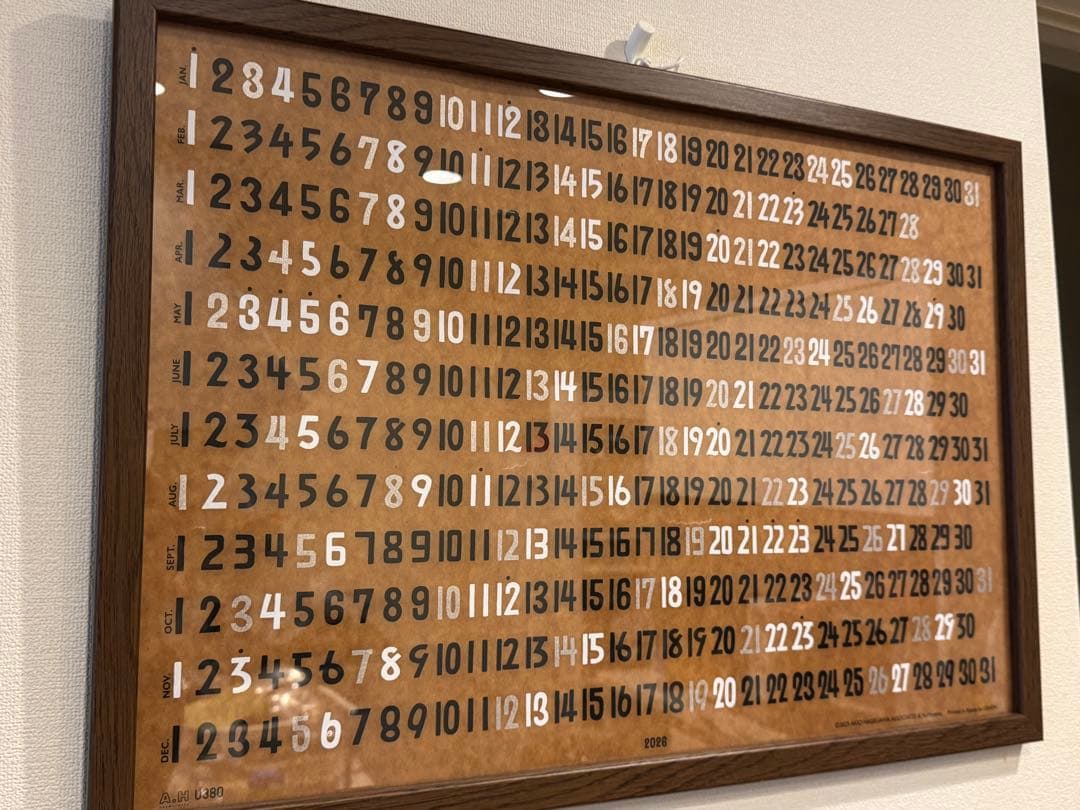 JAN. 1 2 3 4 5 6 7 8 9 10 11 12 13 14 15 16 17 18 19 20 21 22 23 24 25 26 27 28 29 30 31
FEB. 1 2 3 4 5 6 7 8 9 10 11 12 13 14 15 16 17 18 19 20 21 22 23 24 25 26 27 28
MAR. 1 2 3 4 5 6 7 8 9 10 11 12 13 14 15 16 17 18 19 20 21 22 23 24 25 26 27 28 29 30 31
APR. 1 2 3 4 5 6 7 8 9 10 11 12 13 14 15 16 17 18 19 20 21 22 23 24 25 26 27 28 29 30
MAY 1 2 3 4 5 6 7 8 9 10 11 12 13 14 15 16 17 18 19 20 21 22 23 24 25 26 27 28 29 30 31
JUNE 1 2 3 4 5 6 7 8 9 10 11 12 13 14 15 16 17 18 19 20 21 22 23 24 25 26 27 28 29 30
JULY 1 2 3 4 5 6 7 8 9 10 11 12 13 14 15 16 17 18 19 20 21 22 23 24 25 26 27 28 29 30 31
AUG. 1 2 3 4 5 6 7 8 9 10 11 12 13 14 15 16 17 18 19 20 21 22 23 24 25 26 27 28 29 30 31
SEPT. 1 2 3 4 5 6 7 8 9 10 11 12 13 14 15 16 17 18 19 20 21 22 23 24 25 26 27 28 29 30
OCT. 1 2 3 4 5 6 7 8 9 10 11 12 13 14 15 16 17 18 19 20 21 22 23 24 25 26 27 28 29 30 31
NOV. 1 2 3 4 5 6 7 8 9 10 11 12 13 14 15 16 17 18 19 20 21 22 23 24 25 26 27 28 29 30
DEC. 1 2 3 4 5 6 7 8 9 10 11 12 13 14 15 16 17 18 19 20 21 22 23 24 25 26 27 28 29 30 31
A.H U380
2026